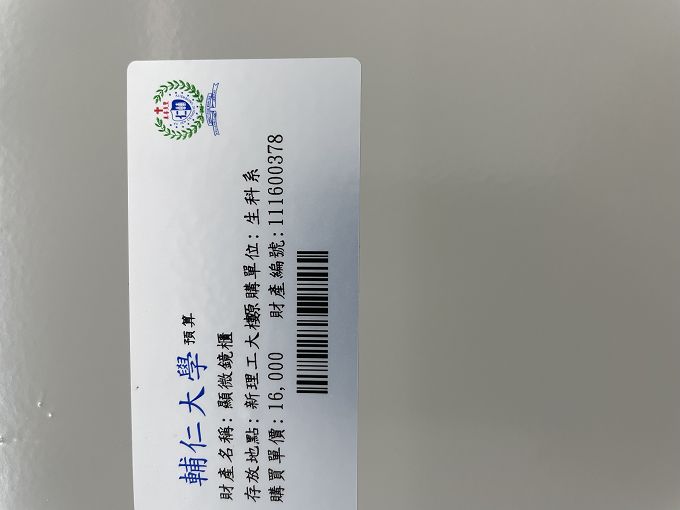 輔仁大學 預算
財產名稱: 顯微鏡櫃
存放地點: 新理工大樓原購單位: 生科系
購買單價: 16,000 財產編號: 111600378